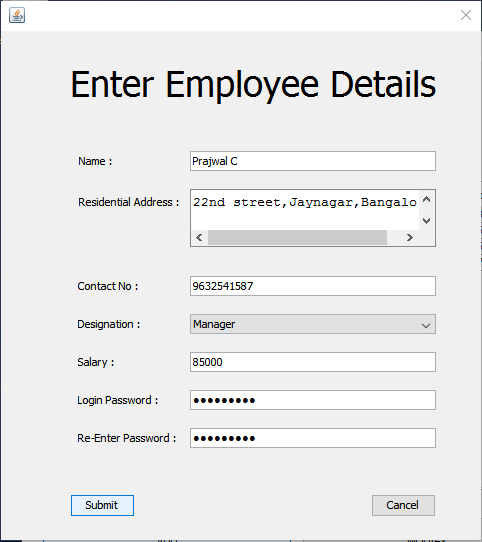 Enter Employee Details
Name : Prajwal C
Residential Address : 22nd street,Jaynagar,Bangalo
Contact No : 9632541587
Designation : Manager
Salary : 85000
Login Password : •••••••••
Re-Enter Password : •••••••••
Submit Cancel